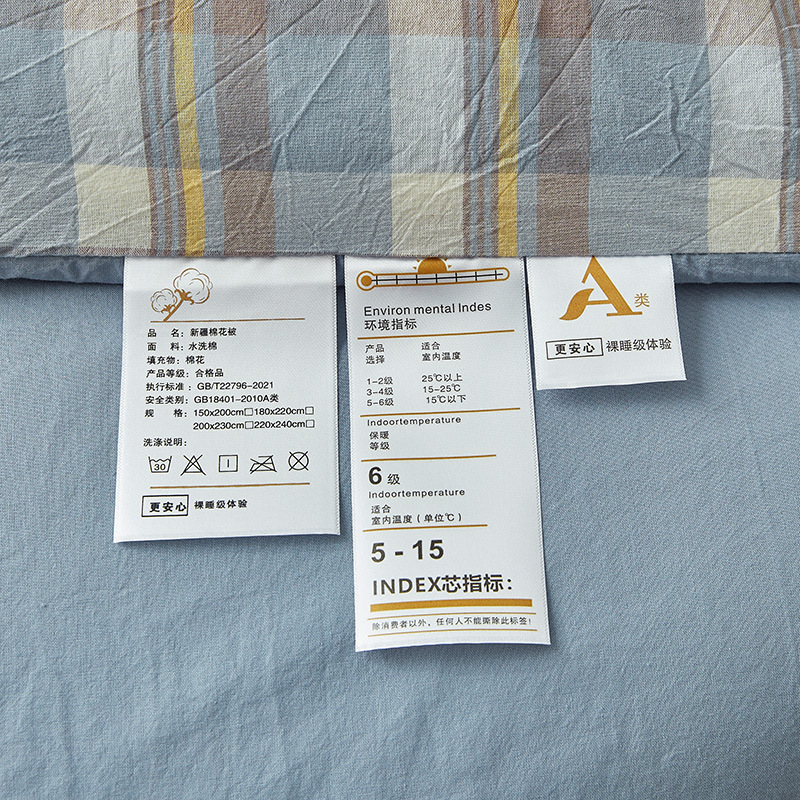 品 名：新疆棉花被
面 料：水洗棉
填充物：棉花
产品等级：合格品
执行标准：GB/T22796-2021
安全类别：GB18401-2010A类
规 格：150x200cm□180x220cm□
200x230cm□220x240cm□
洗涤说明：
30
更安心 裸睡级体验
Environ mental Indes
环境指标
产品 适合
选择 室内温度
1-2级 25℃以上
3-4级 15-25℃
5-6级 15℃以下
Indoortemperature
保暖
等级
6级
Indoortemperature
适合
室内温度（单位℃）
5 - 15
INDEX芯指标：
除消费者以外，任何人不能撕除此标签！
A类
更安心 裸睡级体验